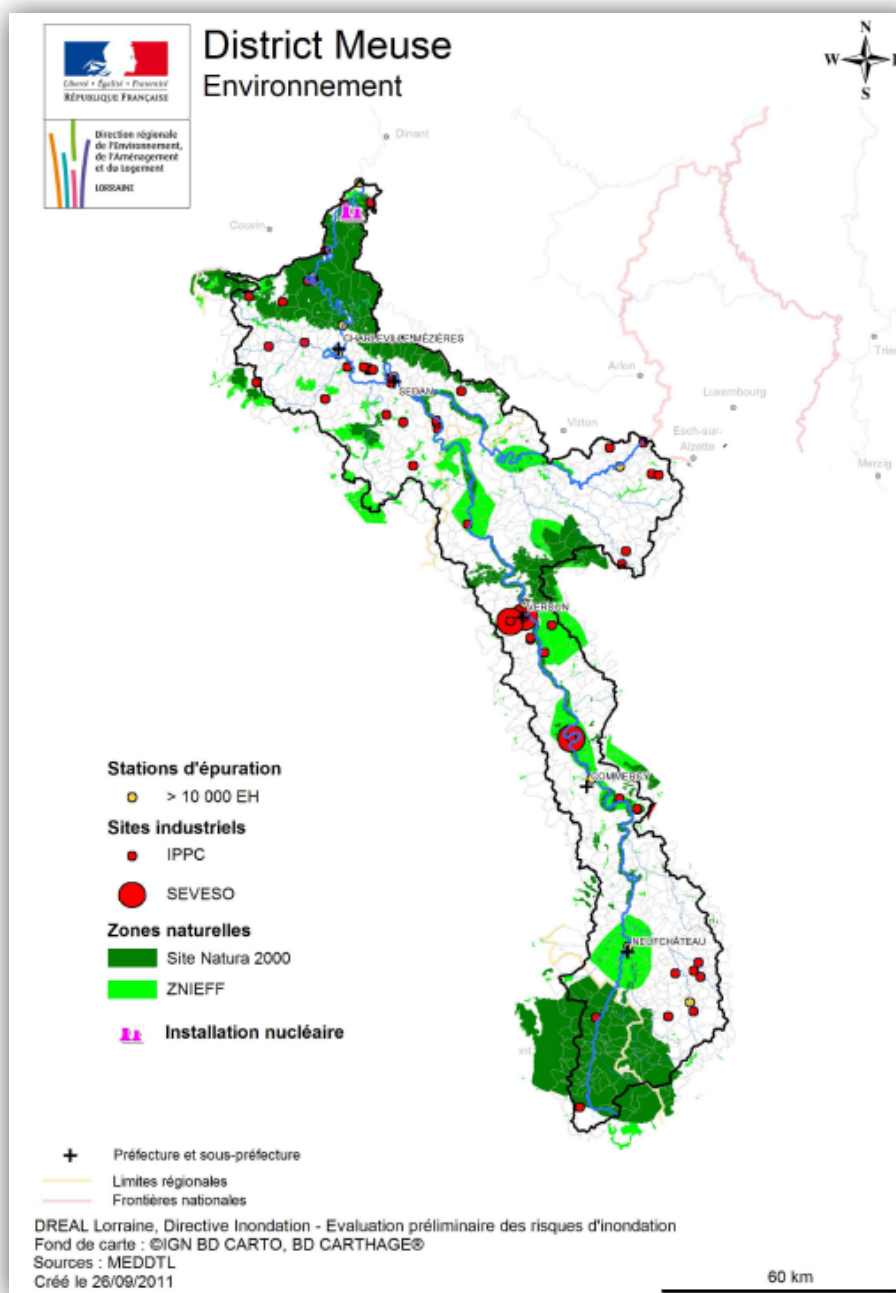 District Meuse
Environnement
Liberté • Égalité • Fraternité
RÉPUBLIQUE FRANÇAISE
Direction régionale
de l'Environnement,
de l'Aménagement
et du Logement
LORRAINE
N
W
S
Dinant
Couvin
CHARLEVILLE-MÉZIÈRES
SEDAN
Arlon
Trie
Luxembourg
Virton
Esch-sur-
Alzette
Merzig
VERDUN
COMMERCY
NEUFCHÂTEAU
Stations d'épuration
> 10 000 EH
Sites industriels
IPPC
SEVESO
Zones naturelles
Site Natura 2000
ZNIEFF
Installation nucléaire
Préfecture et sous-préfecture
Limites régionales
Frontières nationales
DREAL Lorraine, Directive Inondation - Evaluation préliminaire des risques d'inondation
Fond de carte : ©IGN BD CARTO, BD CARTHAGE®
Sources : MEDDTL
Créé le 26/09/2011
60 km